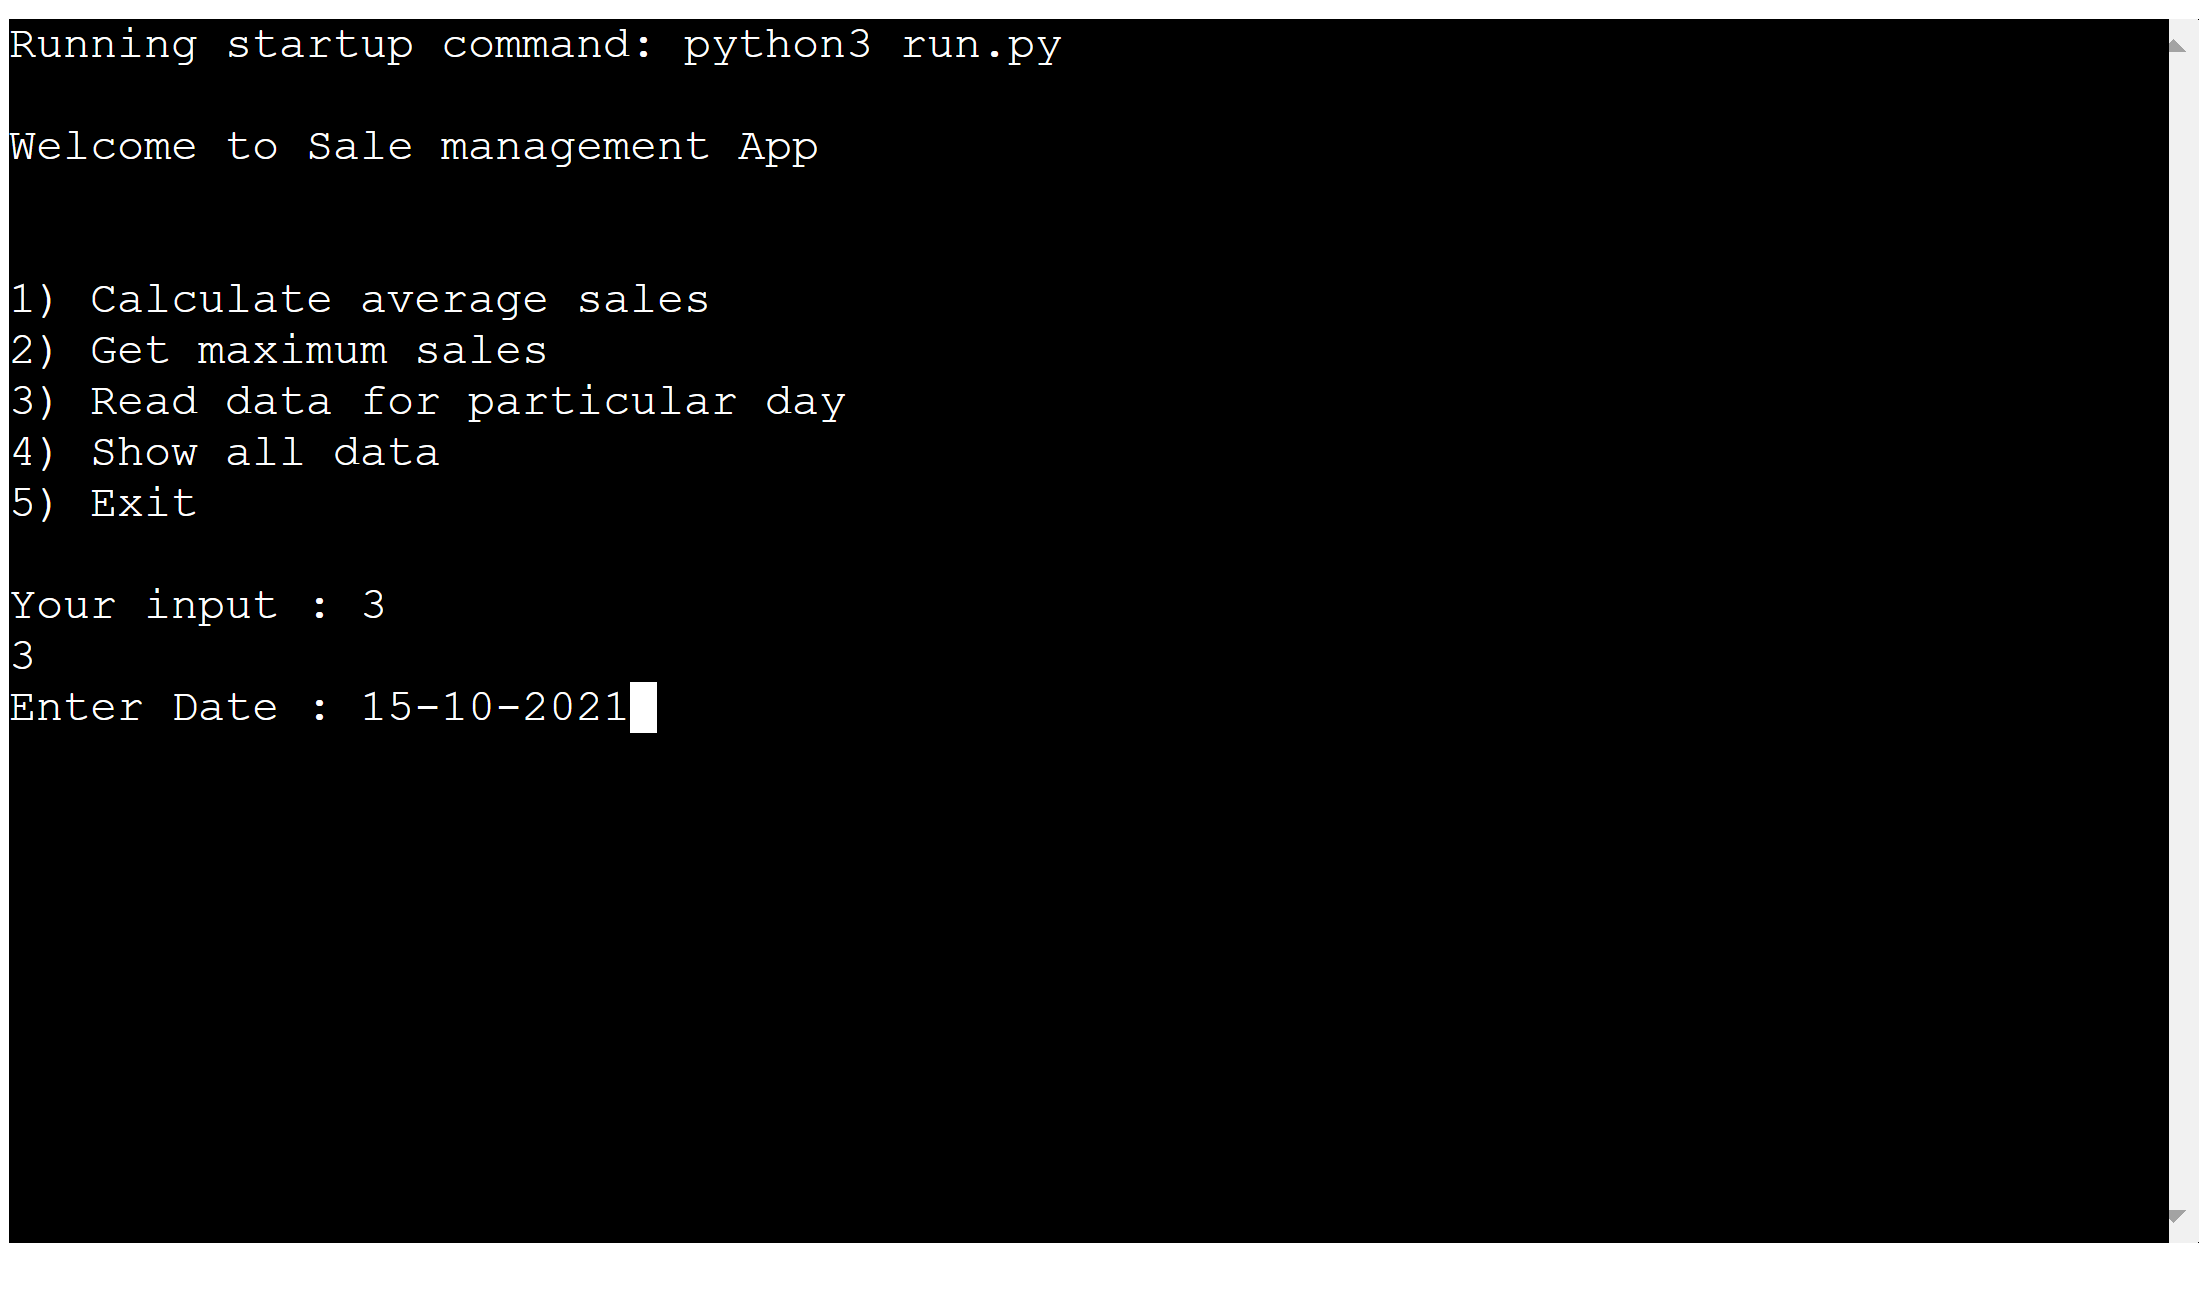 Running startup command: python3 run.py
Welcome to Sale management App
1) Calculate average sales
2) Get maximum sales
3) Read data for particular day
4) Show all data
5) Exit
Your input : 3
3
Enter Date : 15-10-2021